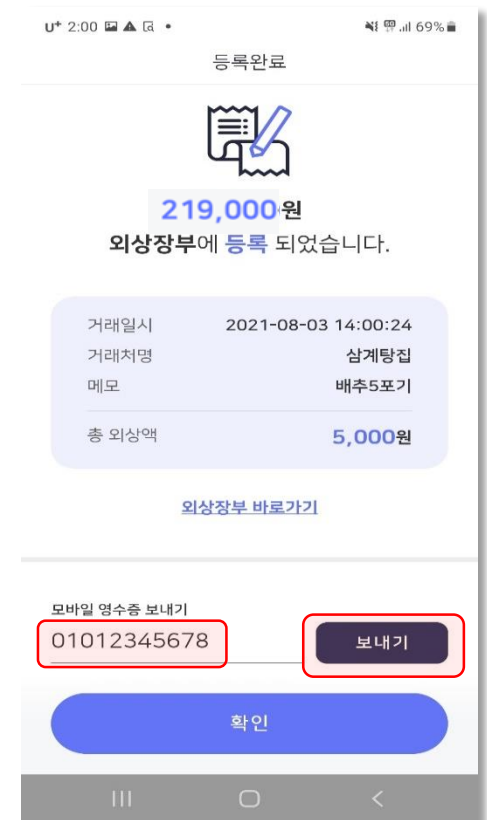 U+ 2:00
69%
등록완료
219,000원
외상장부에 등록 되었습니다.
거래일시 2021-08-03 14:00:24
거래처명 삼계탕집
메모 배추5포기
총 외상액 5,000원
외상장부 바로가기
모바일 영수증 보내기
01012345678 보내기
확인